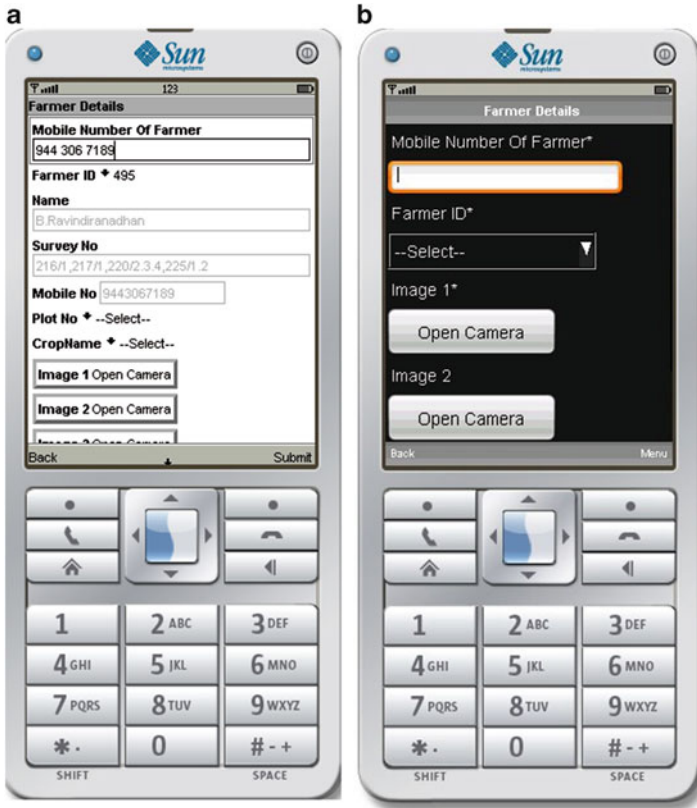 a
Sun
microsystems
123
Farmer Details
Mobile Number Of Farmer
944 306 7189
Farmer ID 495
Name
B.Ravindiranadhan
Survey No
216/1,217/1,220/2.3.4,225/1.2
Mobile No 9443067189
Plot No --Select--
CropName --Select--
Image 1 Open Camera
Image 2 Open Camera
Image 3 Open Camera
Back Submit
1 2 ABC 3 DEF
4 GHI 5 JKL 6 MNO
7 PQRS 8 TUV 9 WXYZ
* . 0 # - +
SHIFT SPACE
b
Sun
microsystems
Farmer Details
Mobile Number Of Farmer*
Farmer ID*
--Select--
Image 1*
Open Camera
Image 2
Open Camera
Back Menu
1 2 ABC 3 DEF
4 GHI 5 JKL 6 MNO
7 PQRS 8 TUV 9 WXYZ
* . 0 # - +
SHIFT SPACE